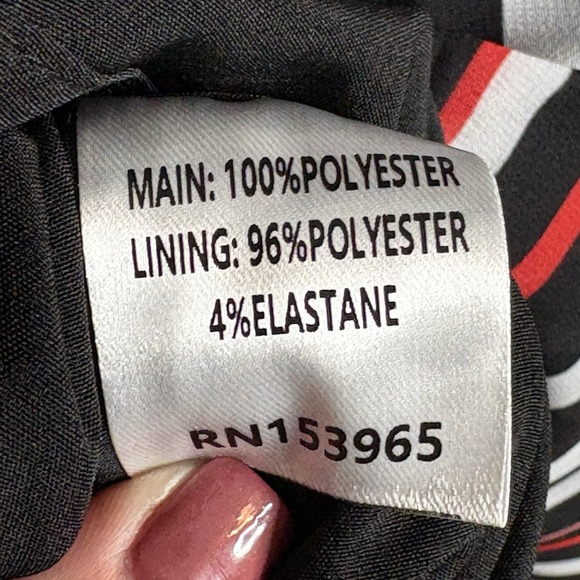 MAIN: 100%POLYESTER
LINING: 96%POLYESTER
4%ELASTANE
RN153965